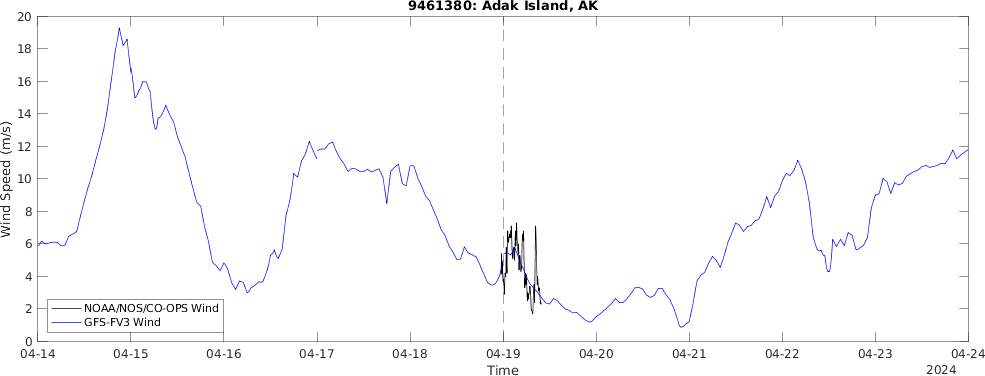 9461380: Adak Island, AK
Wind Speed (m/s)
20
18
16
14
12
10
8
6
4
2
0
NOAA/NOS/CO-OPS Wind
GFS-FV3 Wind
04-14 04-15 04-16 04-17 04-18 04-19 04-20 04-21 04-22 04-23 04-24
Time
2024